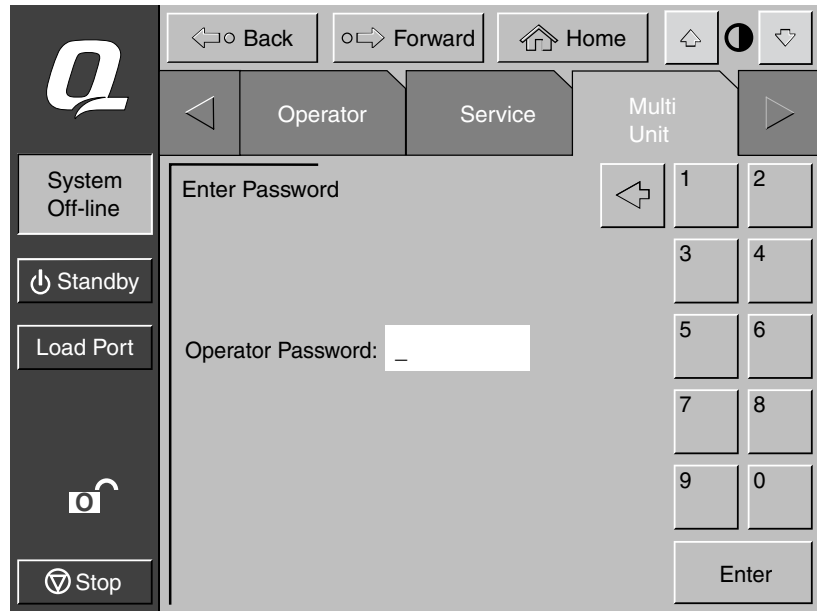 Q
Back
Forward
Home
Operator
Service
Multi
Unit
System
Off-line
Standby
Load Port
o
Stop
Enter Password
Operator Password: _
1
2
3
4
5
6
7
8
9
0
Enter